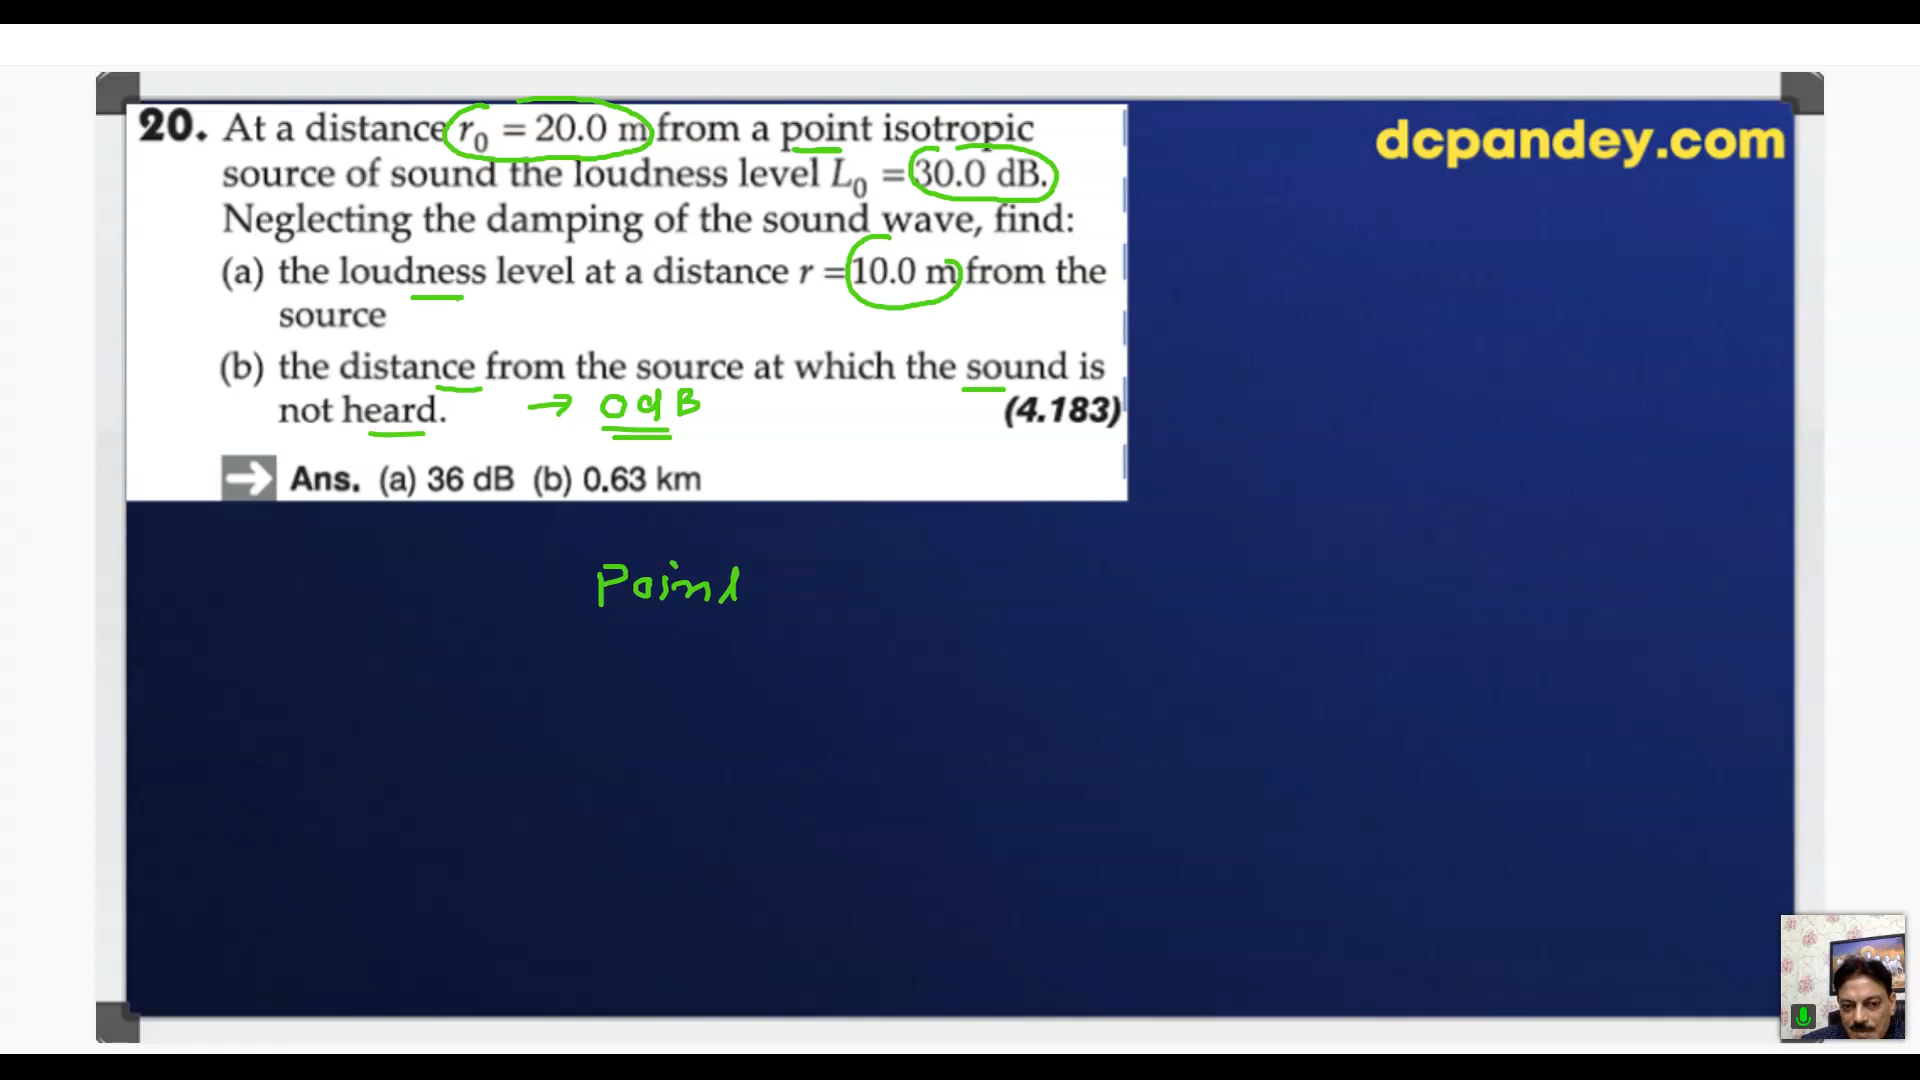 20. At a distance r₀ = 20.0 m from a point isotropic
source of sound the loudness level L₀ = 30.0 dB.
Neglecting the damping of the sound wave, find:
(a) the loudness level at a distance r = 10.0 m from the
source
(b) the distance from the source at which the sound is
not heard. → 0 dB (4.183)
Ans. (a) 36 dB (b) 0.63 km
dcpandey.com
Point